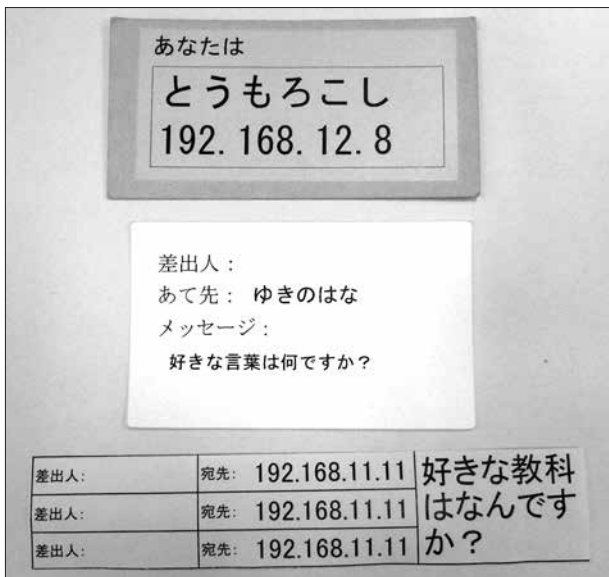 あなたは
とうもろこし
192.168.12.8
差出人：
あて先： ゆきのはな
メッセージ：
好きな言葉は何ですか？
差出人: 宛先: 192.168.11.11
差出人: 宛先: 192.168.11.11
差出人: 宛先: 192.168.11.11
好きな教科
はなんです
か？